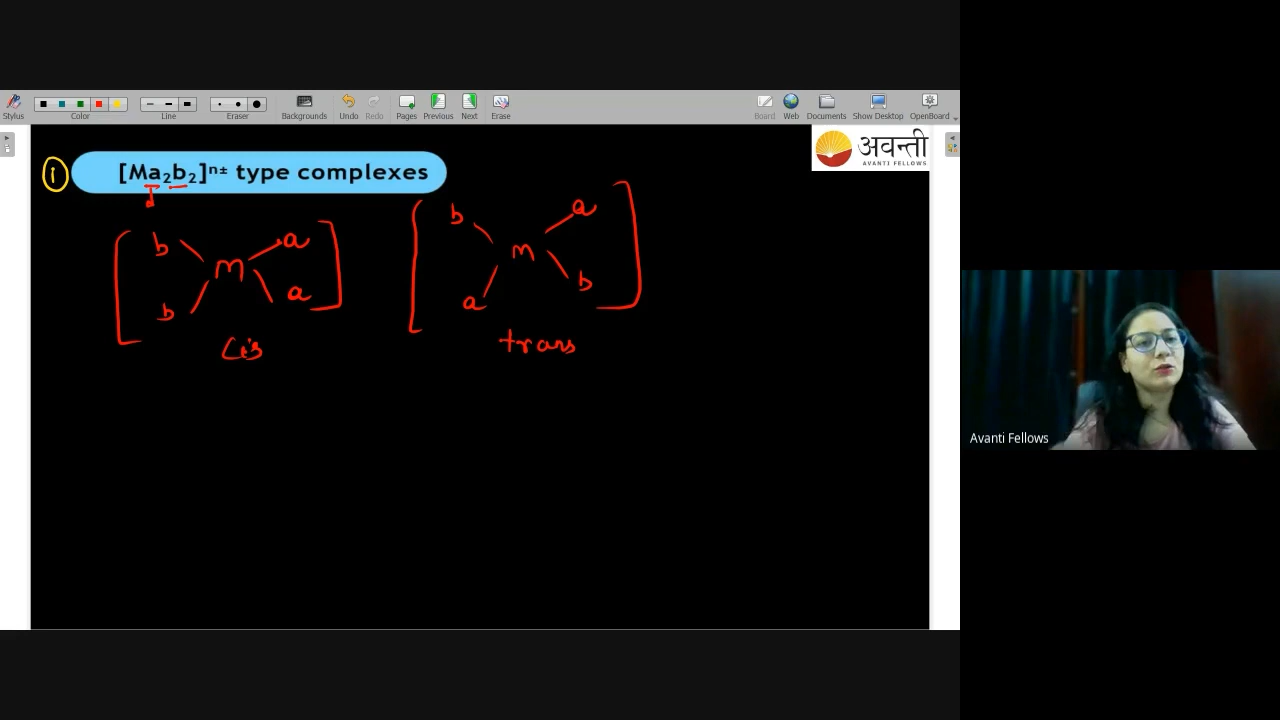 Stylus Color Line Eraser Backgrounds Undo Redo Pages Previous Next Erase Board Web Documents Show Desktop OpenBoard
अवन्ती
AVANTI FELLOWS
i [Ma₂b₂]ⁿ± type complexes
b M a
b a
cis
b M a
a b
trans
Avanti Fellows